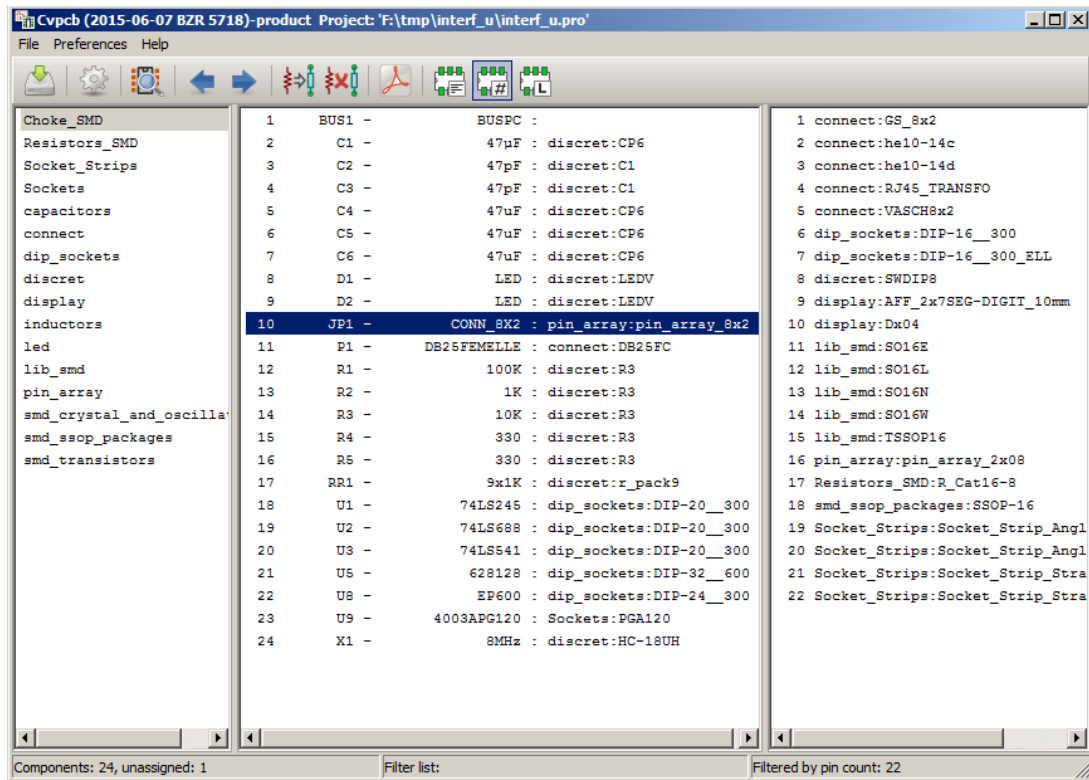 Cvpcb (2015-06-07 BZR 5718)-product Project: 'F:\tmp\interf_u\interf_u.pro'
File Preferences Help
Choke_SMD
Resistors_SMD
Socket_Strips
Sockets
capacitors
connect
dip_sockets
discret
display
inductors
led
lib_smd
pin_array
smd_crystal_and_oscilla
smd_ssop_packages
smd_transistors
1 BUS1 - BUSPC :
2 C1 - 47µF : discret:CP6
3 C2 - 47pF : discret:C1
4 C3 - 47pF : discret:C1
5 C4 - 47uF : discret:CP6
6 C5 - 47uF : discret:CP6
7 C6 - 47uF : discret:CP6
8 D1 - LED : discret:LEDV
9 D2 - LED : discret:LEDV
10 JP1 - CONN_8X2 : pin_array:pin_array_8x2
11 P1 - DB25FEMELLE : connect:DB25FC
12 R1 - 100K : discret:R3
13 R2 - 1K : discret:R3
14 R3 - 10K : discret:R3
15 R4 - 330 : discret:R3
16 R5 - 330 : discret:R3
17 RR1 - 9x1K : discret:r_pack9
18 U1 - 74LS245 : dip_sockets:DIP-20__300
19 U2 - 74LS688 : dip_sockets:DIP-20__300
20 U3 - 74LS541 : dip_sockets:DIP-20__300
21 U5 - 628128 : dip_sockets:DIP-32__600
22 U8 - EP600 : dip_sockets:DIP-24__300
23 U9 - 4003APG120 : Sockets:PGA120
24 X1 - 8MHz : discret:HC-18UH
1 connect:GS_8x2
2 connect:he10-14c
3 connect:he10-14d
4 connect:RJ45_TRANSFO
5 connect:VASCH8x2
6 dip_sockets:DIP-16__300
7 dip_sockets:DIP-16__300_ELL
8 discret:SWDIP8
9 display:AFF_2x7SEG-DIGIT_10mm
10 display:Dx04
11 lib_smd:SO16E
12 lib_smd:SO16L
13 lib_smd:SO16N
14 lib_smd:SO16W
15 lib_smd:TSSOP16
16 pin_array:pin_array_2x08
17 Resistors_SMD:R_Cat16-8
18 smd_ssop_packages:SSOP-16
19 Socket_Strips:Socket_Strip_Angl
20 Socket_Strips:Socket_Strip_Angl
21 Socket_Strips:Socket_Strip_Stra
22 Socket_Strips:Socket_Strip_Stra
Components: 24, unassigned: 1
Filter list:
Filtered by pin count: 22